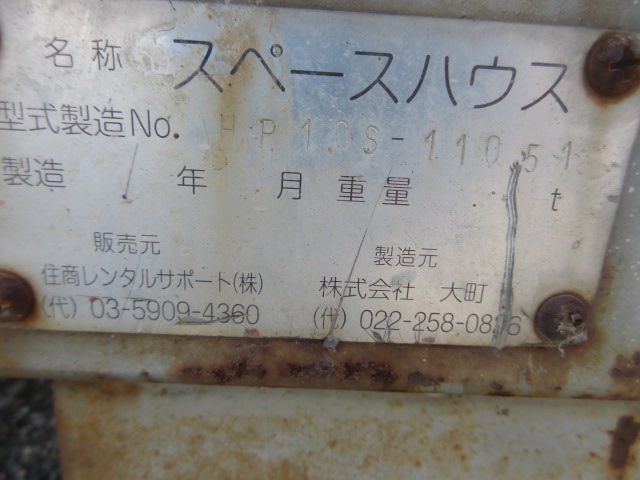 名称 スペースハウス
型式製造No. HP10S-11051
製造 年 月 重量 t
販売元
住商レンタルサポート(株)
(代) 03-5909-4360
製造元
株式会社 大町
(代) 022-258-0816